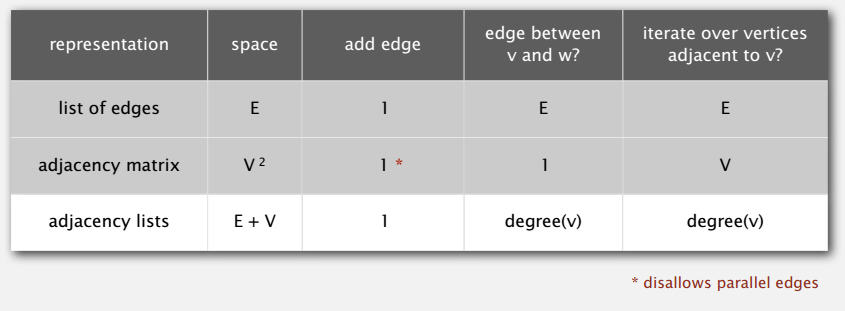 representation space add edge edge between v and w? iterate over vertices adjacent to v?
list of edges E 1 E E
adjacency matrix V ² 1 * 1 V
adjacency lists E + V 1 degree(v) degree(v)
* disallows parallel edges